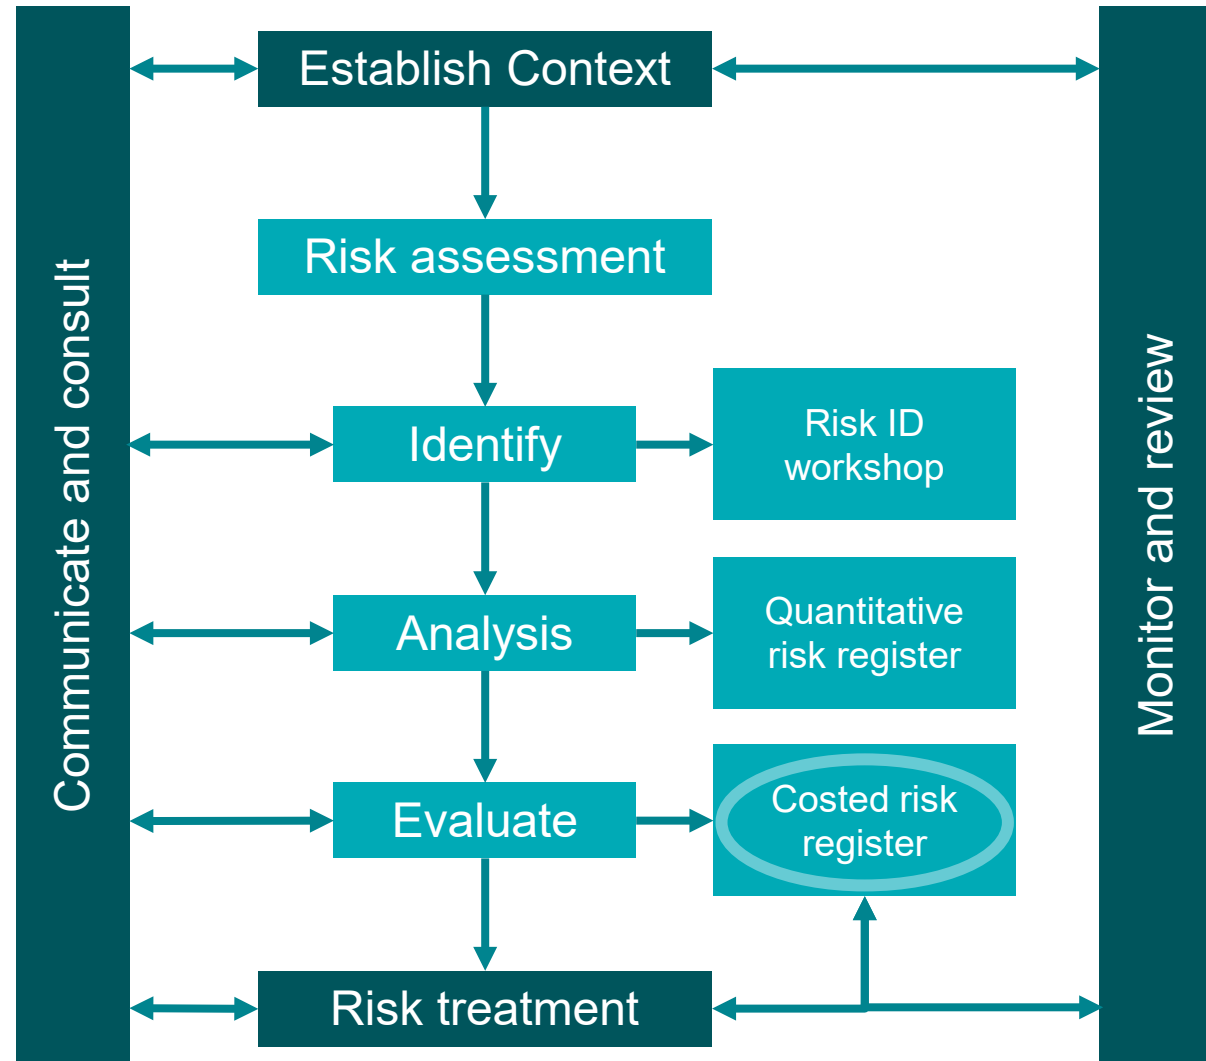 Communicate and consult
Establish Context
Risk assessment
Identify
Risk ID
workshop
Analysis
Quantitative
risk register
Evaluate
Costed risk
register
Risk treatment
Monitor and review